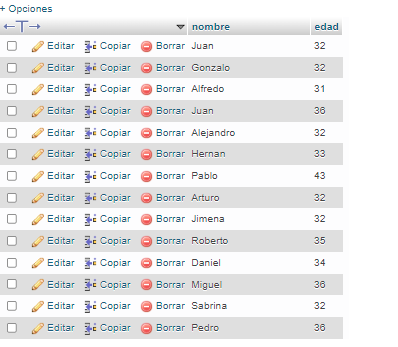 + Opciones
←T→ nombre edad
Editar Copiar Borrar Juan 32
Editar Copiar Borrar Gonzalo 32
Editar Copiar Borrar Alfredo 31
Editar Copiar Borrar Juan 36
Editar Copiar Borrar Alejandro 32
Editar Copiar Borrar Hernan 33
Editar Copiar Borrar Pablo 43
Editar Copiar Borrar Arturo 32
Editar Copiar Borrar Jimena 32
Editar Copiar Borrar Roberto 35
Editar Copiar Borrar Daniel 34
Editar Copiar Borrar Miguel 36
Editar Copiar Borrar Sabrina 32
Editar Copiar Borrar Pedro 36